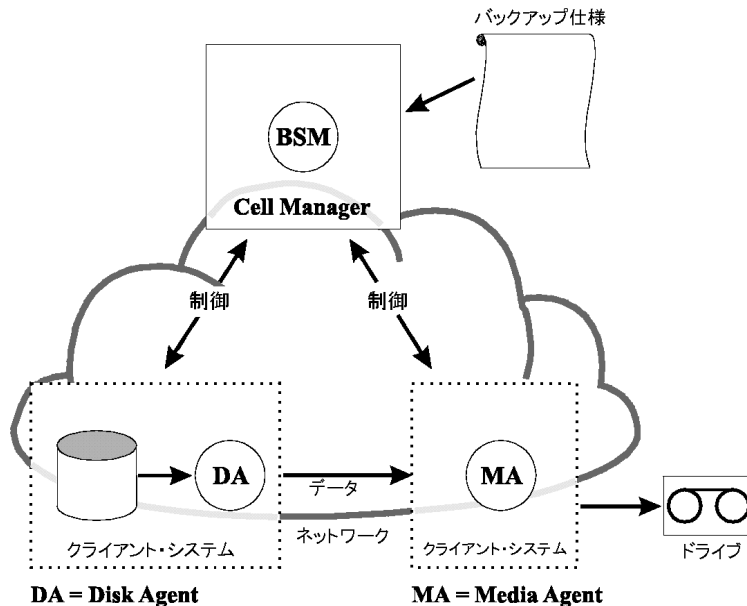 バックアップ仕様
BSM
Cell Manager
制御
制御
DA
データ
MA
クライアント・システム
ネットワーク
クライアント・システム
ドライブ
DA = Disk Agent
MA = Media Agent